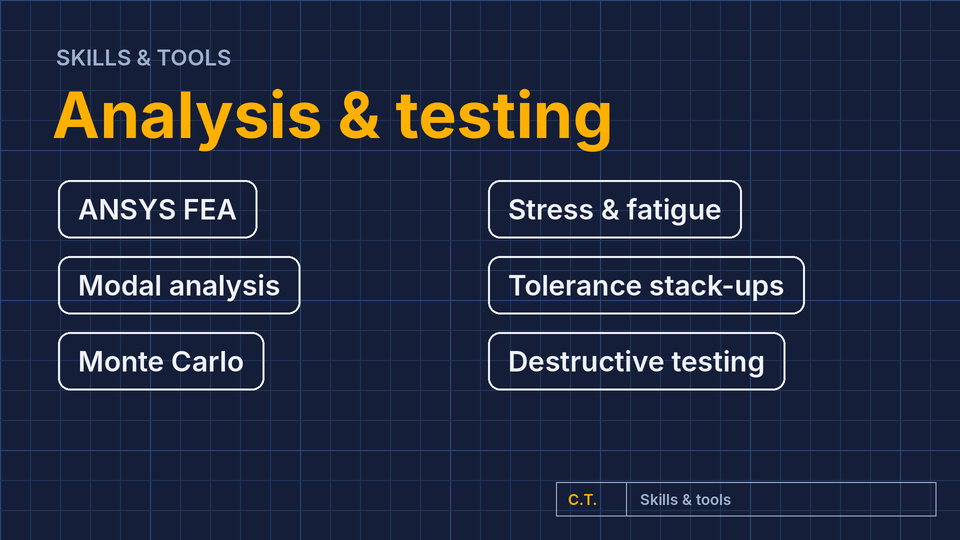 SKILLS & TOOLS
Analysis & testing
ANSYS FEA
Stress & fatigue
Modal analysis
Tolerance stack-ups
Monte Carlo
Destructive testing
C.T.
Skills & tools